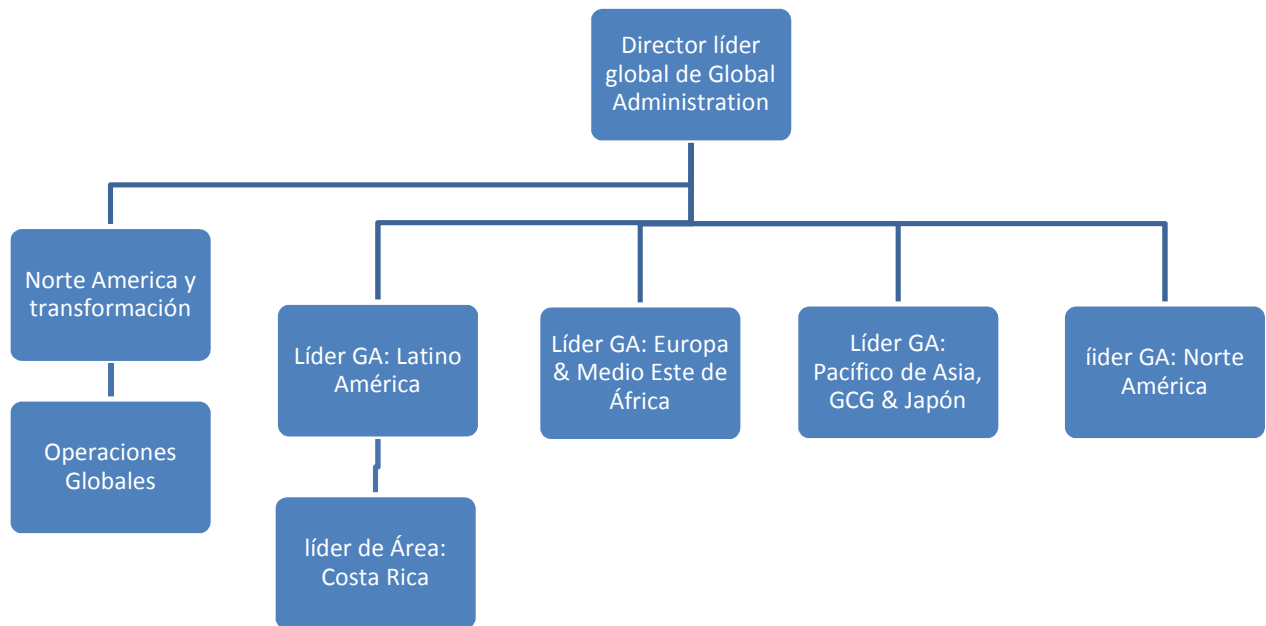 Director líder
global de Global
Administration
Norte America y
transformación
Operaciones
Globales
Líder GA: Latino
América
líder de Área:
Costa Rica
Líder GA: Europa
& Medio Este de
África
Líder GA:
Pacífico de Asia,
GCG & Japón
íider GA: Norte
América